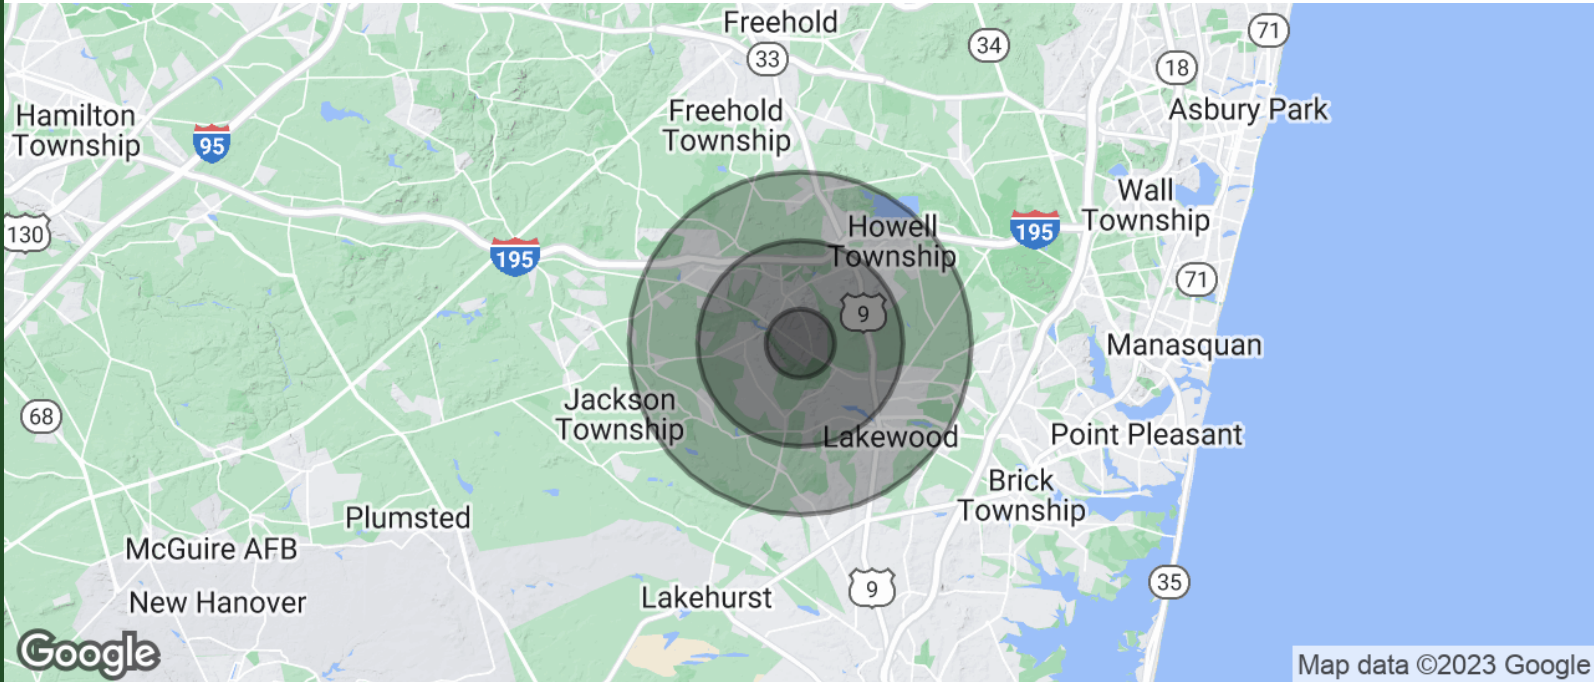 Freehold
71
34
33
18
Asbury Park
Freehold
Township
Hamilton
Township
95
Wall
Township
195
Howell
Township
130
195
71
9
Manasquan
Jackson
Township
68
Lakewood
Point Pleasant
Brick
Township
Plumsted
McGuire AFB
New Hanover
Lakehurst
9
35
Google
Map data ©2023 Google